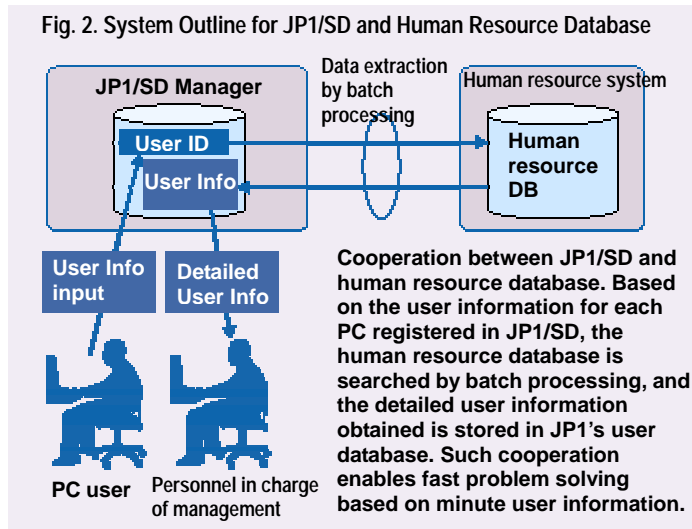 Fig. 2. System Outline for JP1/SD and Human Resource Database
JP1/SD Manager
Data extraction
by batch
processing
Human resource system
User ID
User Info
Human
resource
DB
User Info
input
Detailed
User Info
PC user
Personnel in charge
of management
Cooperation between JP1/SD and
human resource database. Based
on the user information for each
PC registered in JP1/SD, the
human resource database is
searched by batch processing, and
the detailed user information
obtained is stored in JP1's user
database. Such cooperation
enables fast problem solving
based on minute user information.